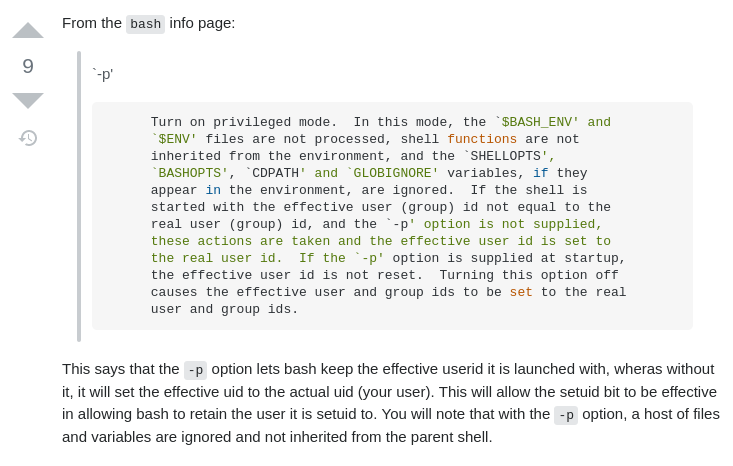 From the bash info page:
9
`-p'
Turn on privileged mode.  In this mode, the `$BASH_ENV' and
`$ENV' files are not processed, shell functions are not
inherited from the environment, and the `SHELLOPTS',
`BASHOPTS', `CDPATH' and `GLOBIGNORE' variables, if they
appear in the environment, are ignored.  If the shell is
started with the effective user (group) id not equal to the
real user (group) id, and the `-p' option is not supplied,
these actions are taken and the effective user id is set to
the real user id.  If the `-p' option is supplied at startup,
the effective user id is not reset.  Turning this option off
causes the effective user and group ids to be set to the real
user and group ids.
This says that the -p option lets bash keep the effective userid it is launched with, wheras without
it, it will set the effective uid to the actual uid (your user). This will allow the setuid bit to be effective
in allowing bash to retain the user it is setuid to. You will note that with the -p option, a host of files
and variables are ignored and not inherited from the parent shell.